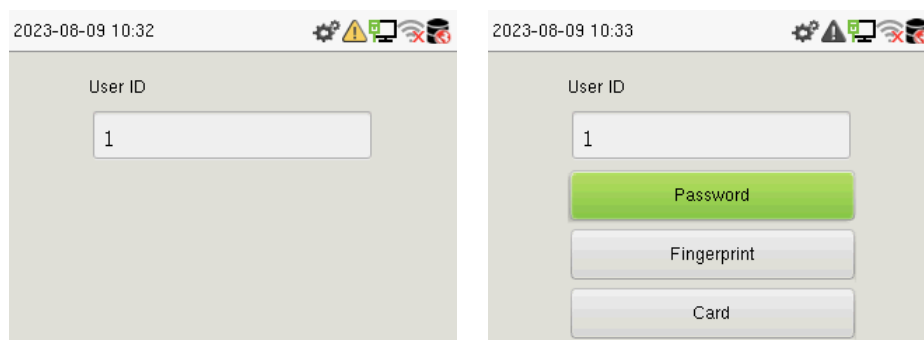 2023-08-09 10:32
User ID
1
2023-08-09 10:33
User ID
1
Password
Fingerprint
Card